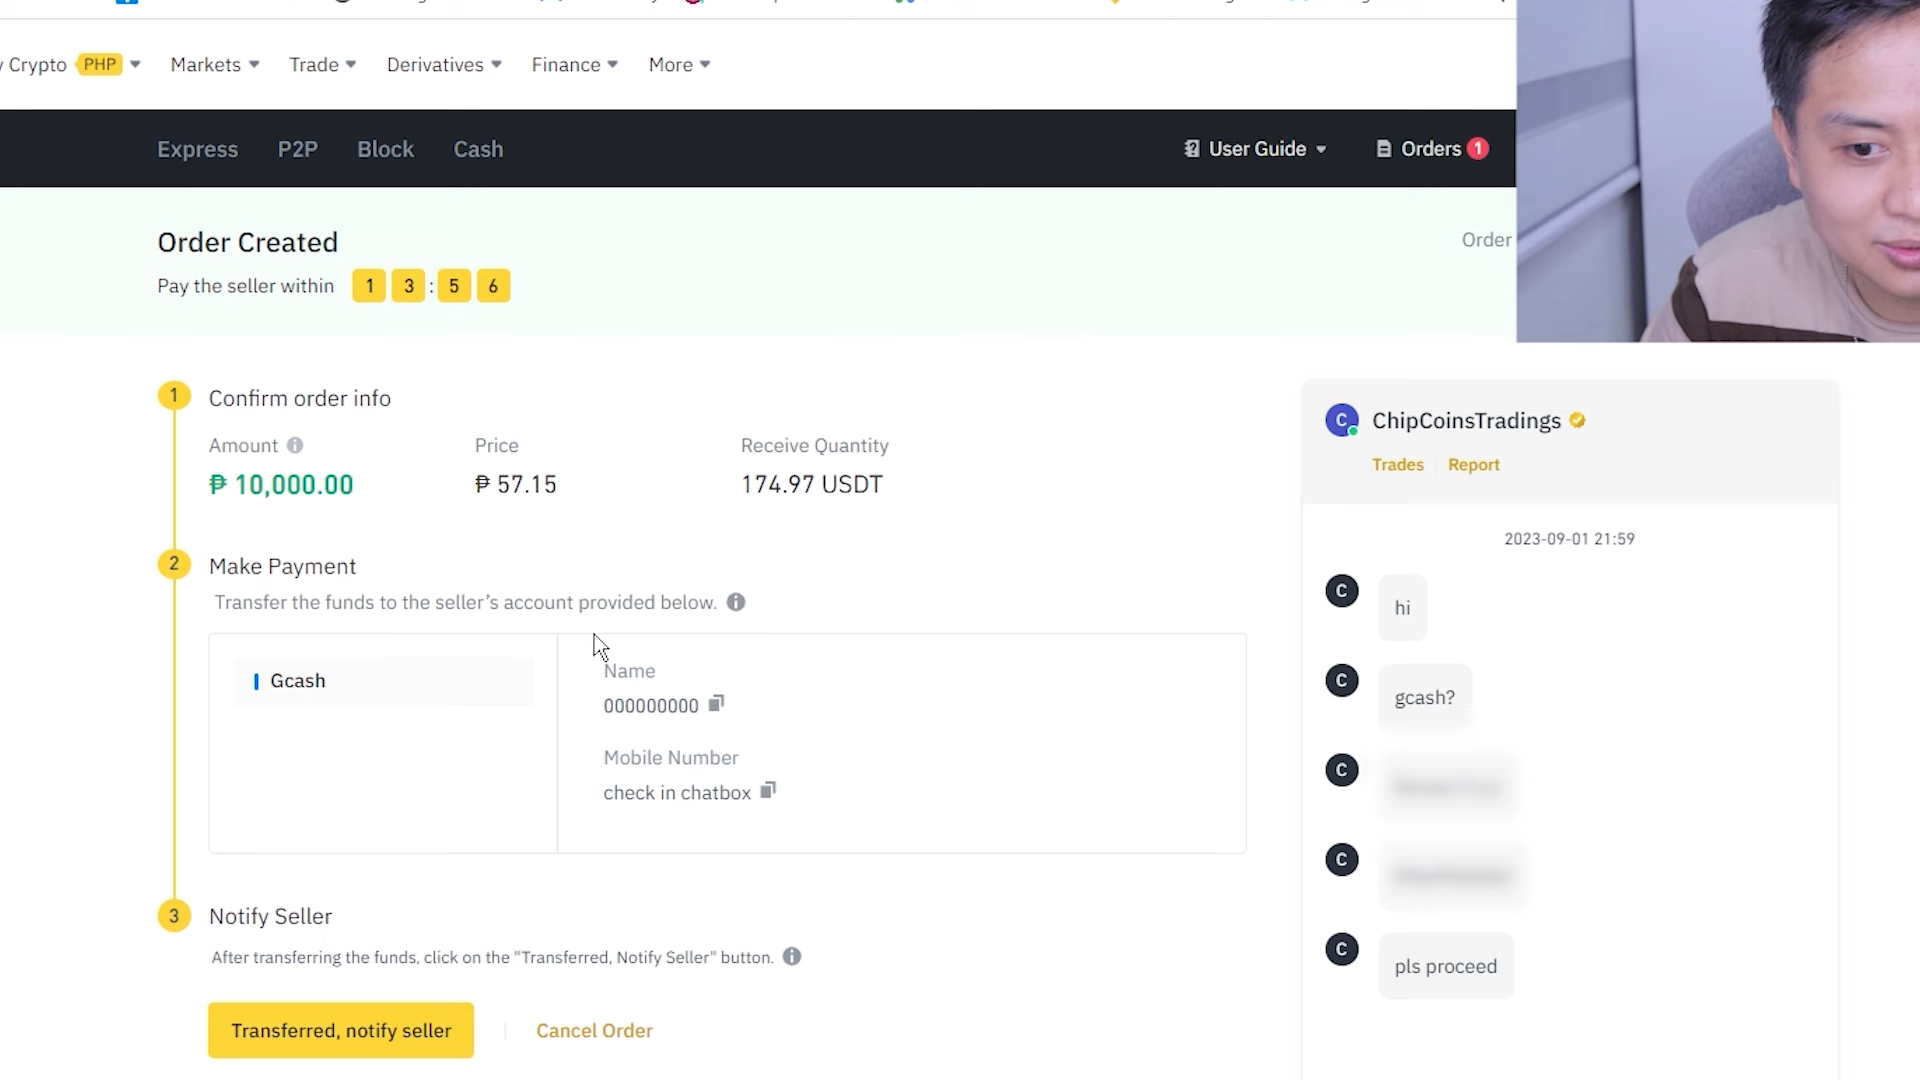 Crypto PHP Markets Trade Derivatives Finance More
Express P2P Block Cash User Guide Orders 1
Order Created
Order
Pay the seller within 1 3 : 5 6
1 Confirm order info
Amount Price Receive Quantity
₱ 10,000.00 ₱ 57.15 174.97 USDT
2 Make Payment
Transfer the funds to the seller's account provided below.
Gcash
Name
000000000
Mobile Number
check in chatbox
3 Notify Seller
After transferring the funds, click on the "Transferred, Notify Seller" button.
Transferred, notify seller Cancel Order
C ChipCoinsTradings
Trades Report
2023-09-01 21:59
C hi
C gcash?
C
C
C pls proceed